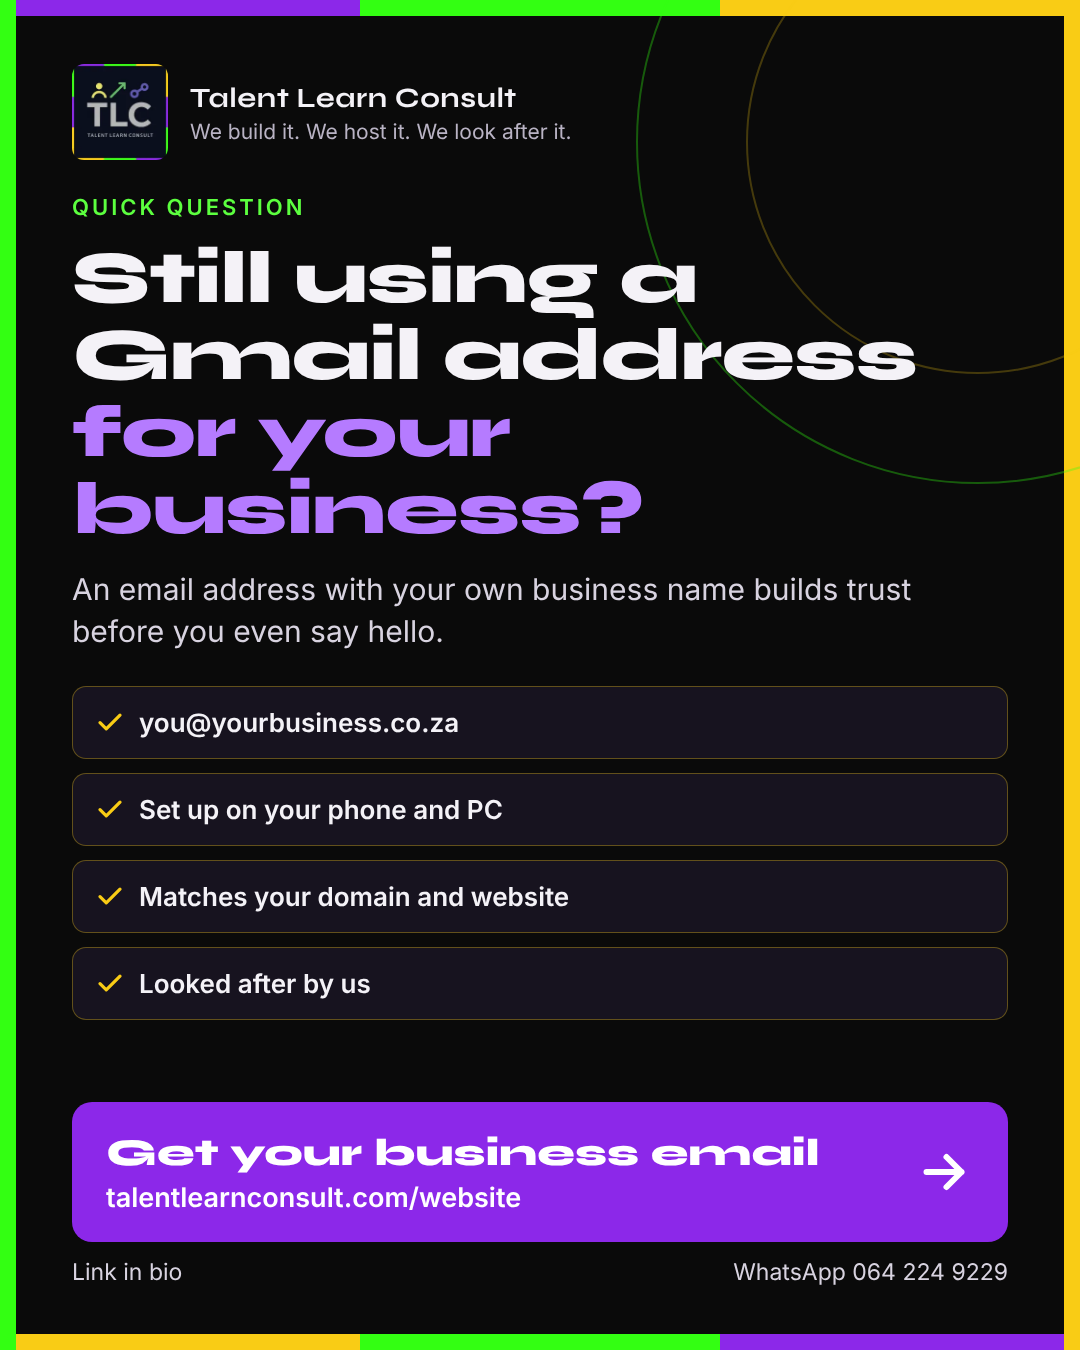 TLC
TALENT LEARN CONSULT
Talent Learn Consult
We build it. We host it. We look after it.
QUICK QUESTION
Still using a
Gmail address
for your
business?
An email address with your own business name builds trust
before you even say hello.
you@yourbusiness.co.za
Set up on your phone and PC
Matches your domain and website
Looked after by us
Get your business email
talentlearnconsult.com/website
Link in bio
WhatsApp 064 224 9229